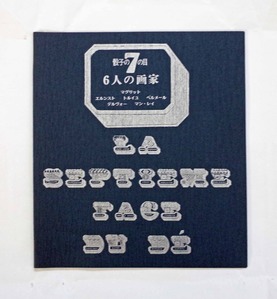 骰子の7の目
6人の画家
マグリット
エルンスト トルイユ ベルメール
デルヴォー マン・レイ
LA
SEPTIEME
FACE
DU DÉ